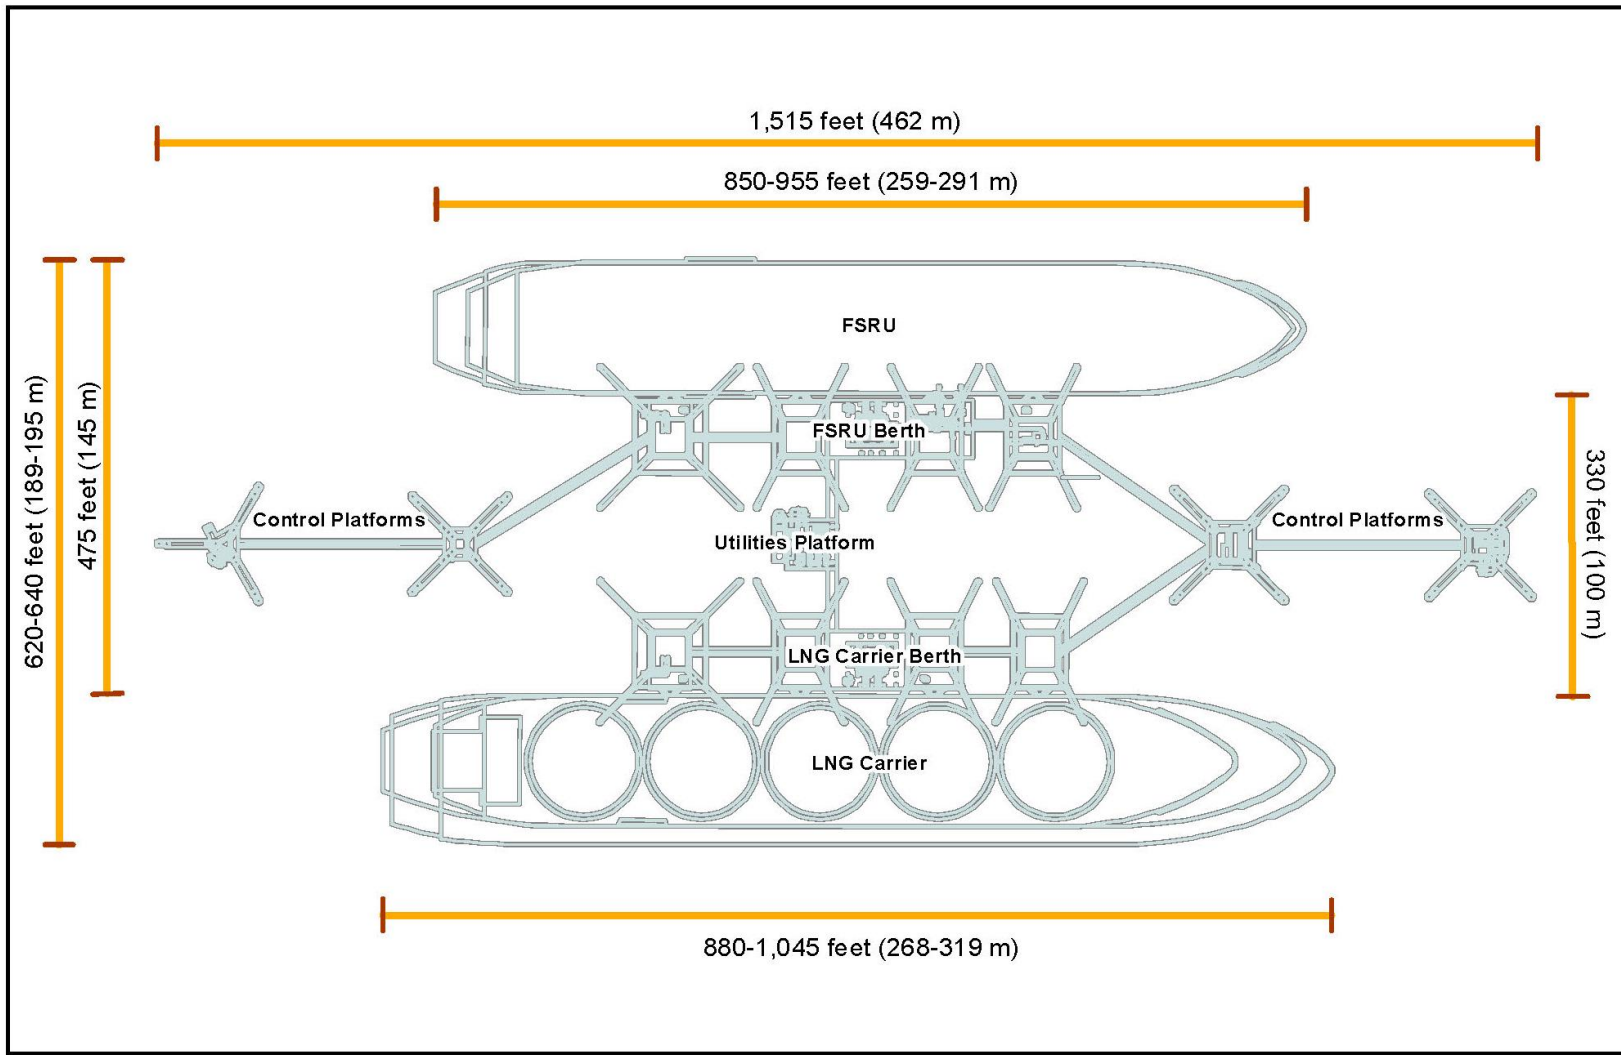 1,515 feet (462 m)
850-955 feet (259-291 m)
FSRU
FSRU Berth
Control Platforms
Control Platforms
Utilities Platform
LNG Carrier Berth
LNG Carrier
620-640 feet (189-195 m)
475 feet (145 m)
330 feet (100 m)
880-1,045 feet (268-319 m)